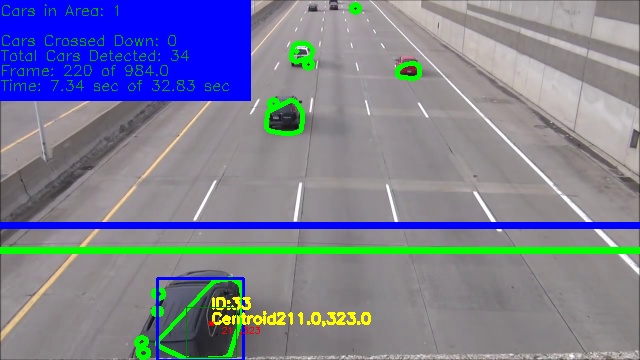 Cars in Area: 1
Cars Crossed Down: 0
Total Cars Detected: 34
Frame: 220 of 984.0
Time: 7.34 sec of 32.83 sec
ID:33
Centroid211.0,323.0